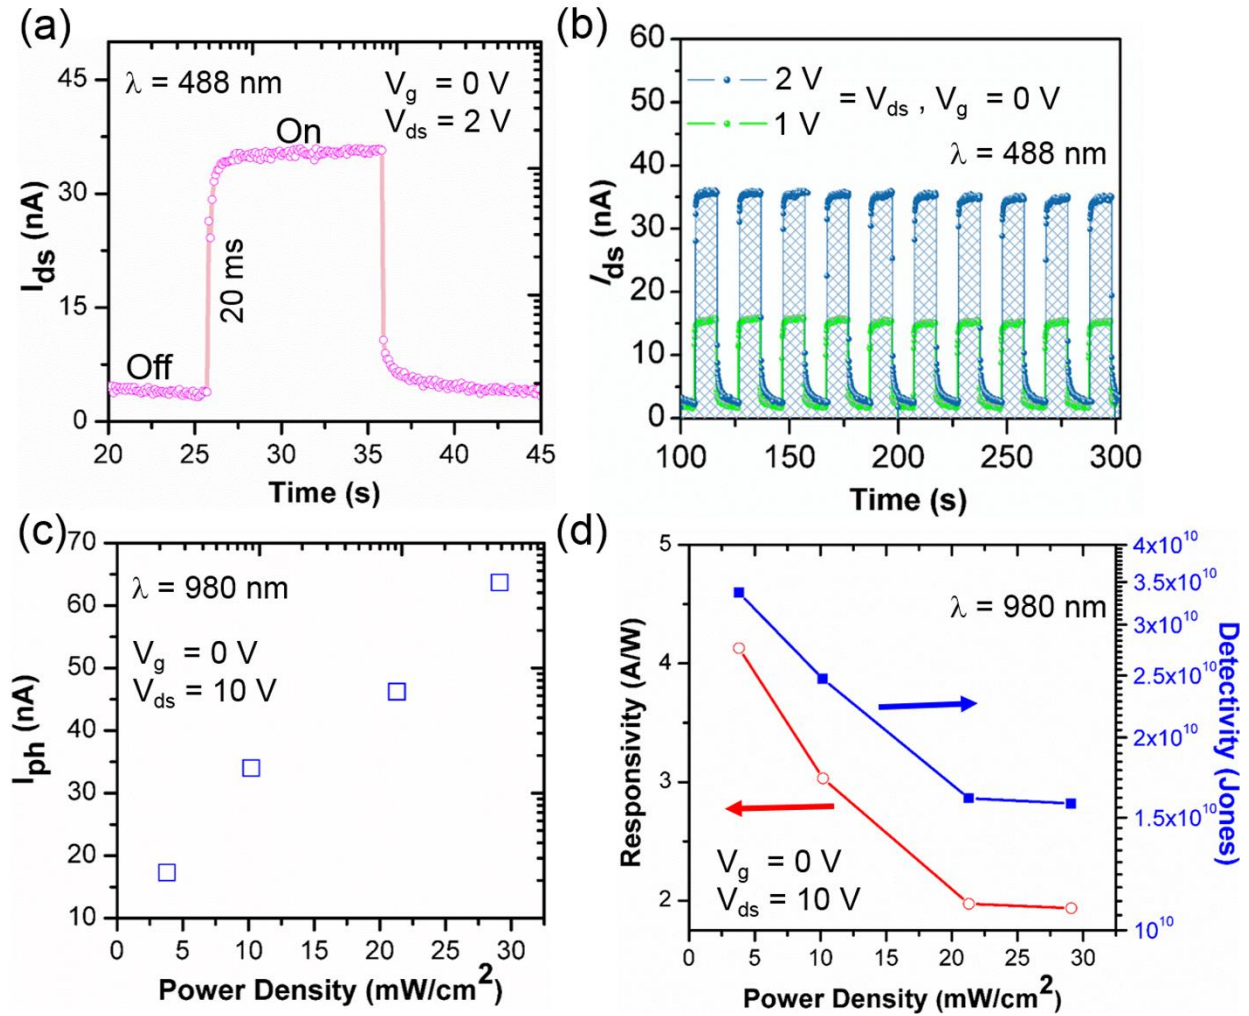 (a)
λ = 488 nm
V_g = 0 V
V_ds = 2 V
On
Off
20 ms
I_ds (nA)
45
30
15
0
20 25 30 35 40 45
Time (s)
(b)
2 V
1 V
= V_ds , V_g = 0 V
λ = 488 nm
I_ds (nA)
60
50
40
30
20
10
0
100 150 200 250 300
Time (s)
(c)
λ = 980 nm
V_g = 0 V
V_ds = 10 V
I_ph (nA)
70
60
50
40
30
20
10
0 5 10 15 20 25 30
Power Density (mW/cm²)
(d)
λ = 980 nm
V_g = 0 V
V_ds = 10 V
Responsivity (A/W)
5
4
3
2
4x10¹⁰
3.5x10¹⁰
3x10¹⁰
2.5x10¹⁰
2x10¹⁰
1.5x10¹⁰
10¹⁰
Detectivity (Jones)
0 5 10 15 20 25 30
Power Density (mW/cm²)